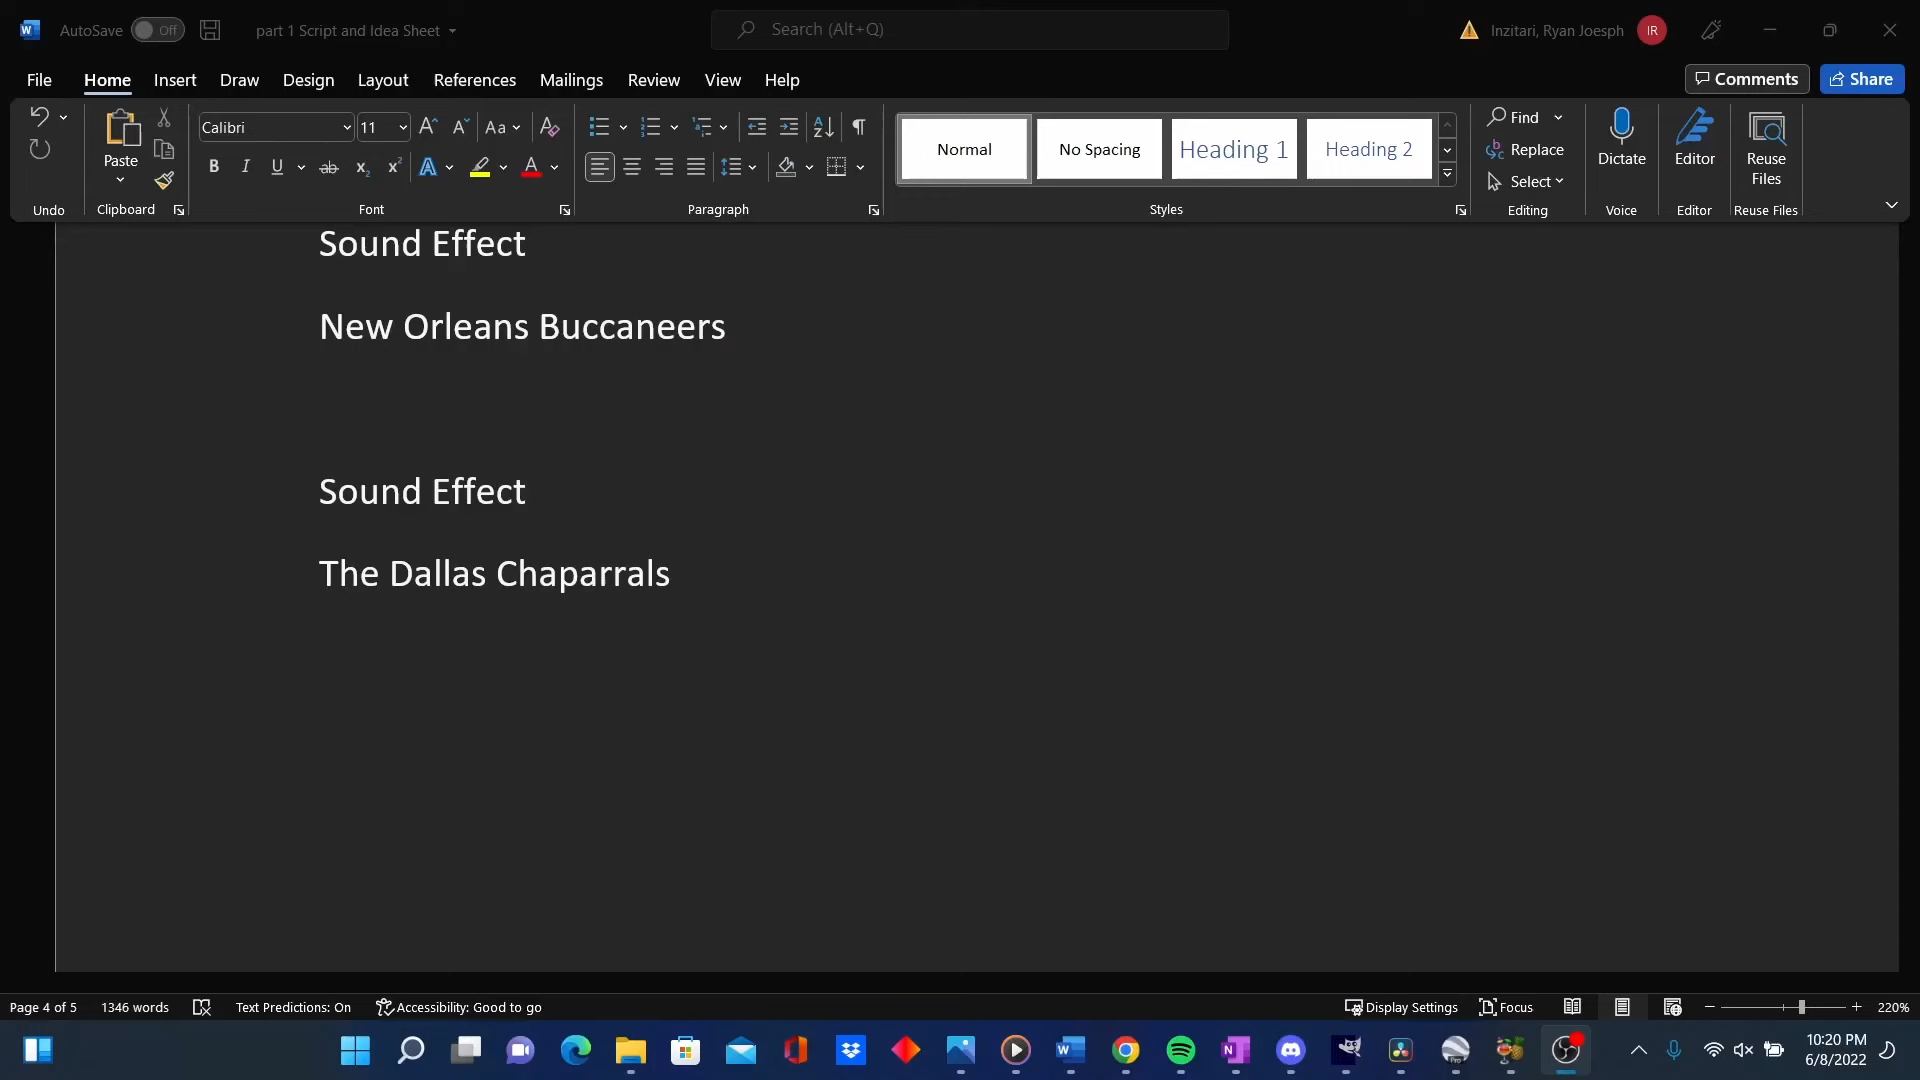 AutoSave Off part 1 Script and Idea Sheet Search (Alt+Q) Inzitari, Ryan Joesph IR
File Home Insert Draw Design Layout References Mailings Review View Help Comments Share
Calibri 11 Aa
Paste
B I U ab x₂ x² A A
Normal No Spacing Heading 1 Heading 2
Find
Replace
Select
Dictate
Editor
Reuse
Files
Undo Clipboard Font Paragraph Styles Editing Voice Editor Reuse Files
Sound Effect
New Orleans Buccaneers
Sound Effect
The Dallas Chaparrals
Page 4 of 5 1346 words Text Predictions: On Accessibility: Good to go Display Settings Focus 220%
10:20 PM
6/8/2022